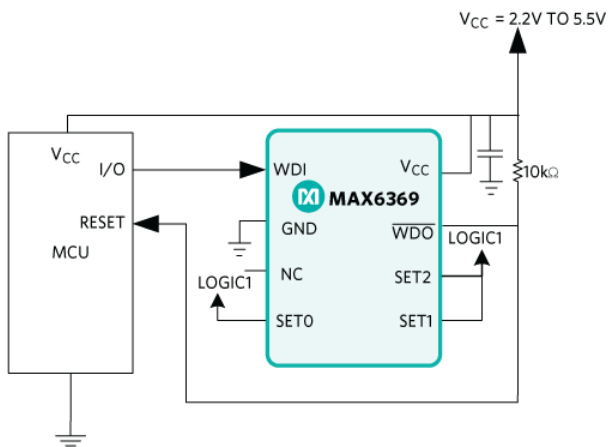 VCC = 2.2V TO 5.5V
VCC
I/O
RESET
MCU
WDI
VCC
MAX6369
10kΩ
GND
WDO
LOGIC1
NC
SET2
LOGIC1
SET0
SET1